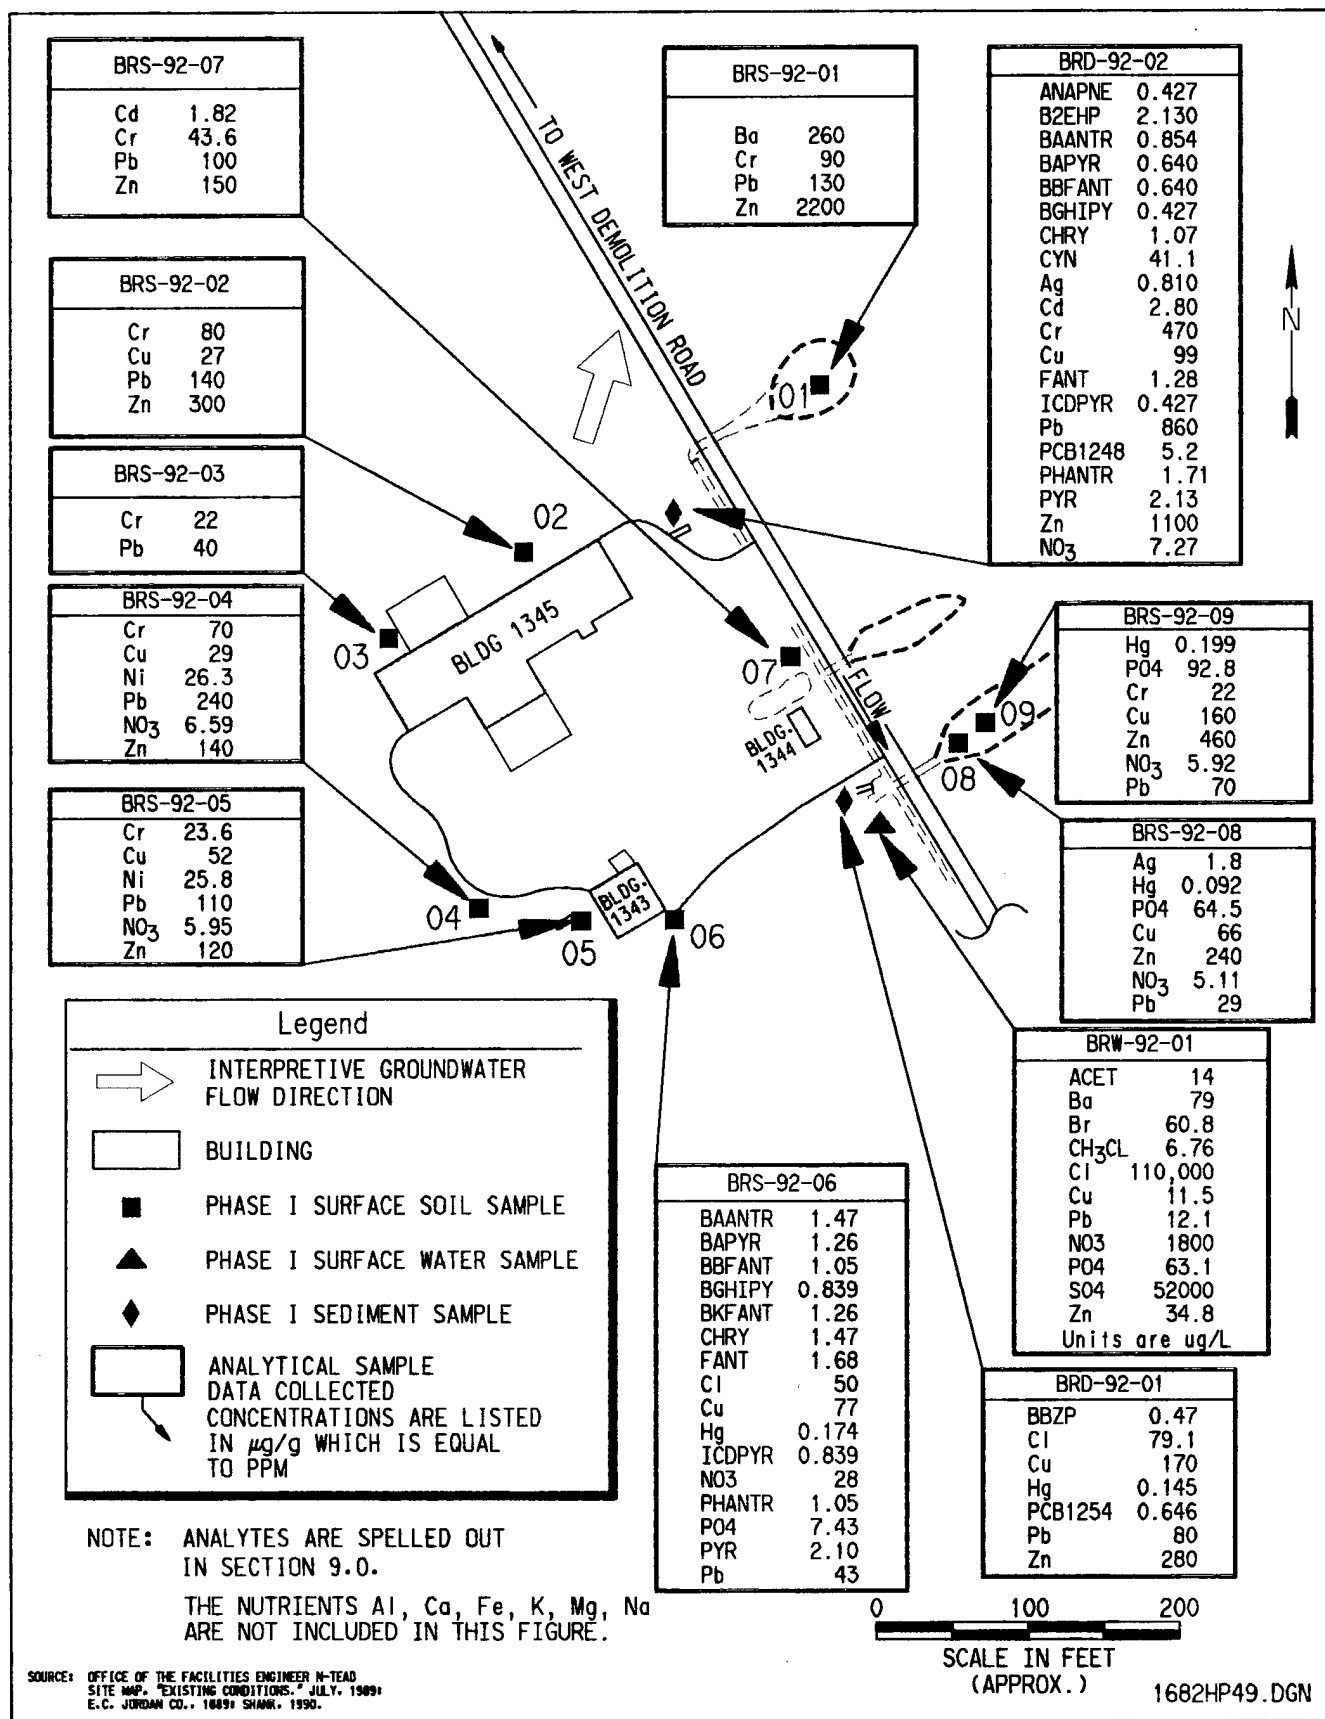 BRS-92-07
Cd 1.82
Cr 43.6
Pb 100
Zn 150
BRS-92-01
Ba 260
Cr 90
Pb 130
Zn 2200
BRD-92-02
ANAPNE 0.427
B2EHP 2.130
BAANTR 0.854
BAPYR 0.640
BBFANT 0.640
BGHIPY 0.427
CHRY 1.07
CYN 41.1
Ag 0.810
Cd 2.80
Cr 470
Cu 99
FANT 1.28
ICDPYR 0.427
Pb 860
PCB1248 5.2
PHANTR 1.71
PYR 2.13
Zn 1100
NO3 7.27
TO WEST DEMOLITION ROAD
N
BRS-92-02
Cr 80
Cu 27
Pb 140
Zn 300
01
BRS-92-03
Cr 22
Pb 40
02
BRS-92-04
Cr 70
Cu 29
Ni 26.3
Pb 240
NO3 6.59
Zn 140
03
BLDG 1345
07
FLOW
BLDG.
1344
08
09
BRS-92-09
Hg 0.199
PO4 92.8
Cr 22
Cu 160
Zn 460
NO3 5.92
Pb 70
BRS-92-05
Cr 23.6
Cu 52
Ni 25.8
Pb 110
NO3 5.95
Zn 120
04
05
BLDG.
1343
06
BRS-92-08
Ag 1.8
Hg 0.092
PO4 64.5
Cu 66
Zn 240
NO3 5.11
Pb 29
BRW-92-01
ACET 14
Ba 79
Br 60.8
CH3CL 6.76
Cl 110,000
Cu 11.5
Pb 12.1
NO3 1800
PO4 63.1
SO4 52000
Zn 34.8
Units are ug/L
Legend
INTERPRETIVE GROUNDWATER
FLOW DIRECTION
BUILDING
PHASE I SURFACE SOIL SAMPLE
PHASE I SURFACE WATER SAMPLE
PHASE I SEDIMENT SAMPLE
ANALYTICAL SAMPLE
DATA COLLECTED
CONCENTRATIONS ARE LISTED
IN µg/g WHICH IS EQUAL
TO PPM
BRS-92-06
BAANTR 1.47
BAPYR 1.26
BBFANT 1.05
BGHIPY 0.839
BKFANT 1.26
CHRY 1.47
FANT 1.68
Cl 50
Cu 77
Hg 0.174
ICDPYR 0.839
NO3 28
PHANTR 1.05
PO4 7.43
PYR 2.10
Pb 43
BRD-92-01
BBZP 0.47
Cl 79.1
Cu 170
Hg 0.145
PCB1254 0.646
Pb 80
Zn 280
NOTE: ANALYTES ARE SPELLED OUT
IN SECTION 9.0.
THE NUTRIENTS Al, Ca, Fe, K, Mg, Na
ARE NOT INCLUDED IN THIS FIGURE.
0 100 200
SCALE IN FEET
(APPROX.)
SOURCE: OFFICE OF THE FACILITIES ENGINEER N-TEAD
SITE MAP, "EXISTING CONDITIONS." JULY, 1989;
E.C. JORDAN CO., 1989; SHANK, 1990.
1682HP49.DGN